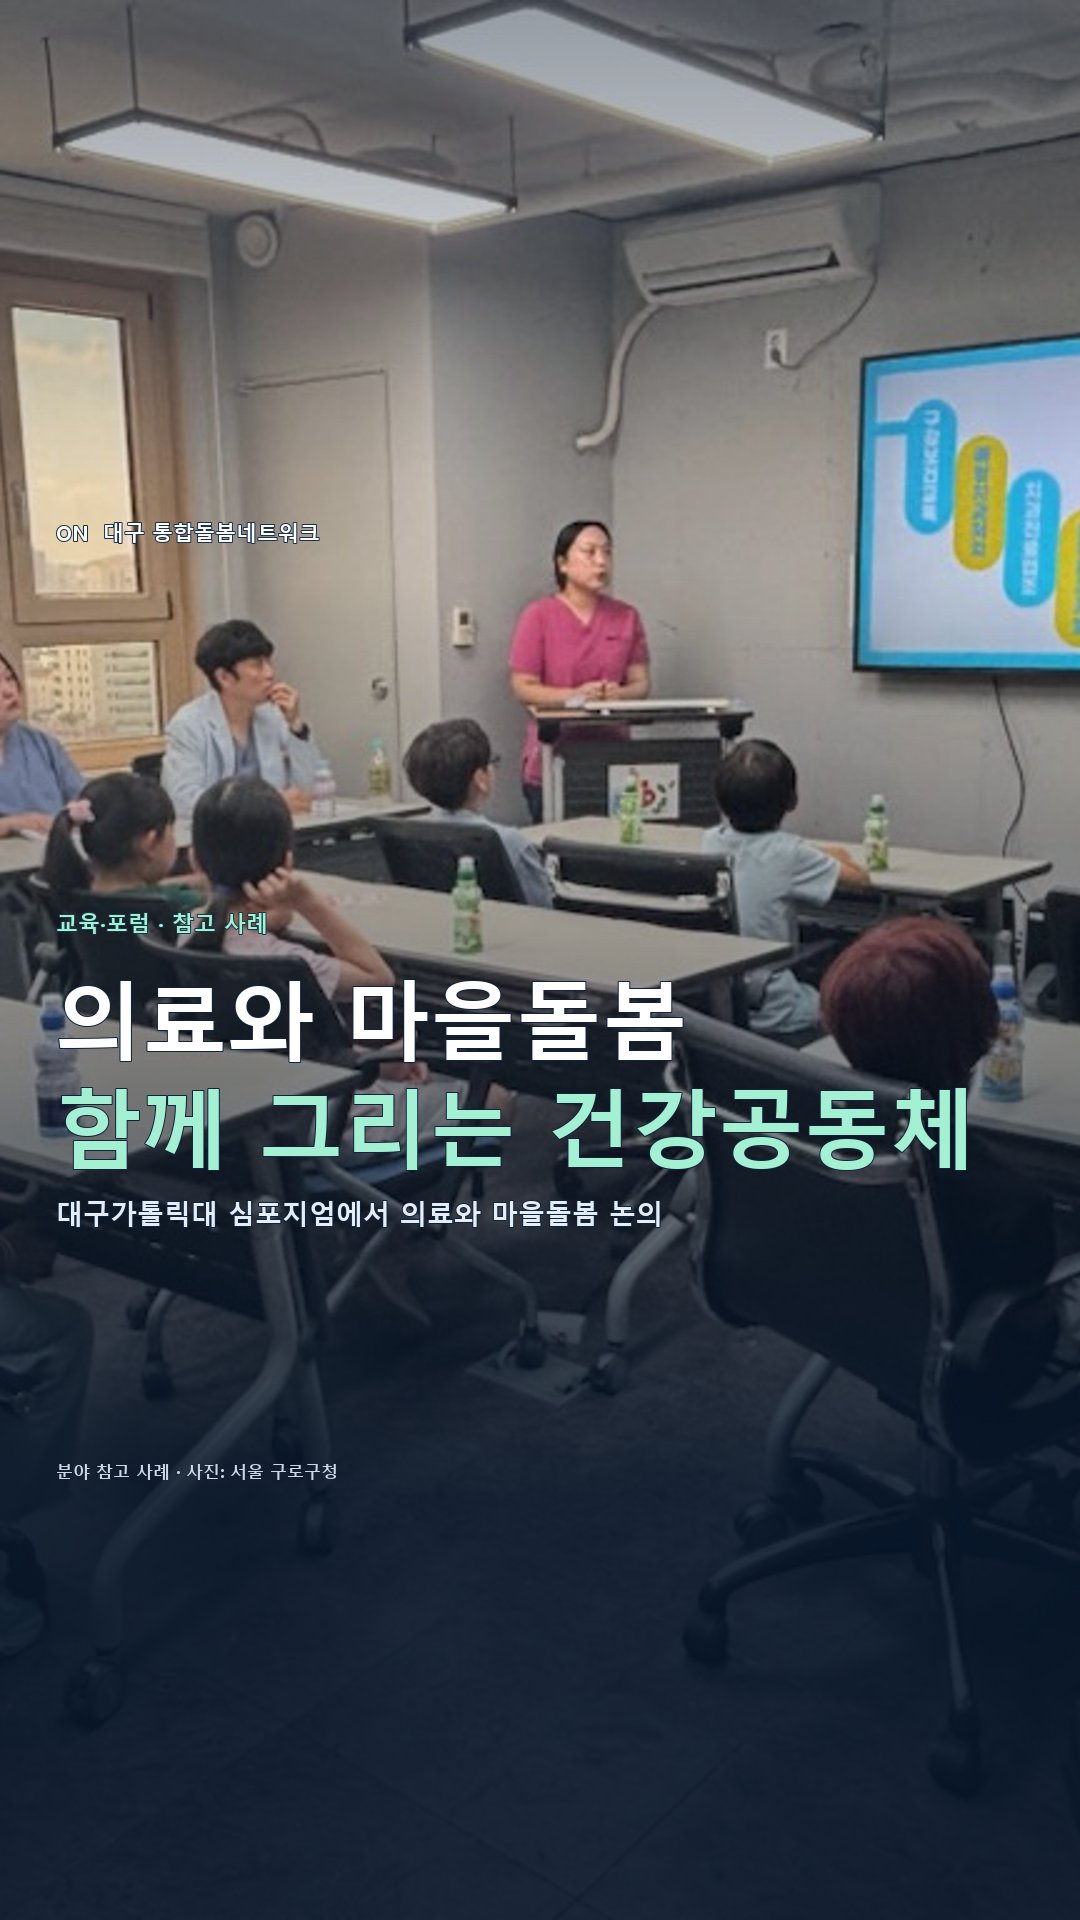 ON 대구 통합돌봄네트워크
교육·포럼 · 참고 사례
의료와 마을돌봄
함께 그리는 건강공동체
대구가톨릭대 심포지엄에서 의료와 마을돌봄 논의
분야 참고 사례 · 사진: 서울 구로구청